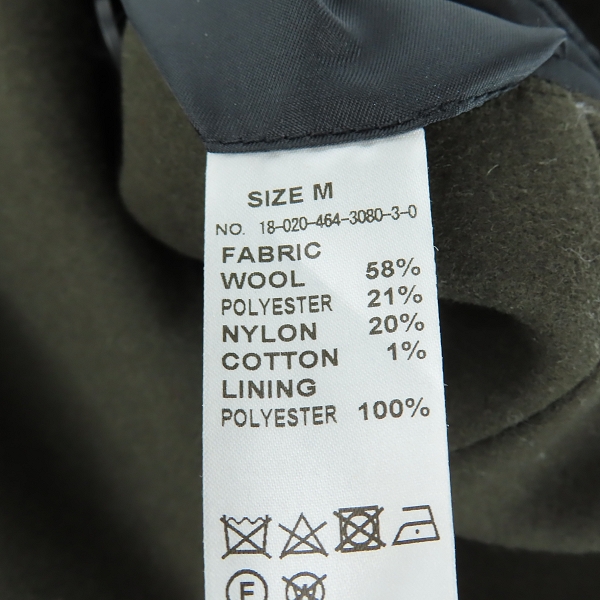 SIZE M
NO. 18-020-464-3080-3-0
FABRIC
WOOL 58%
POLYESTER 21%
NYLON 20%
COTTON 1%
LINING
POLYESTER 100%
F W